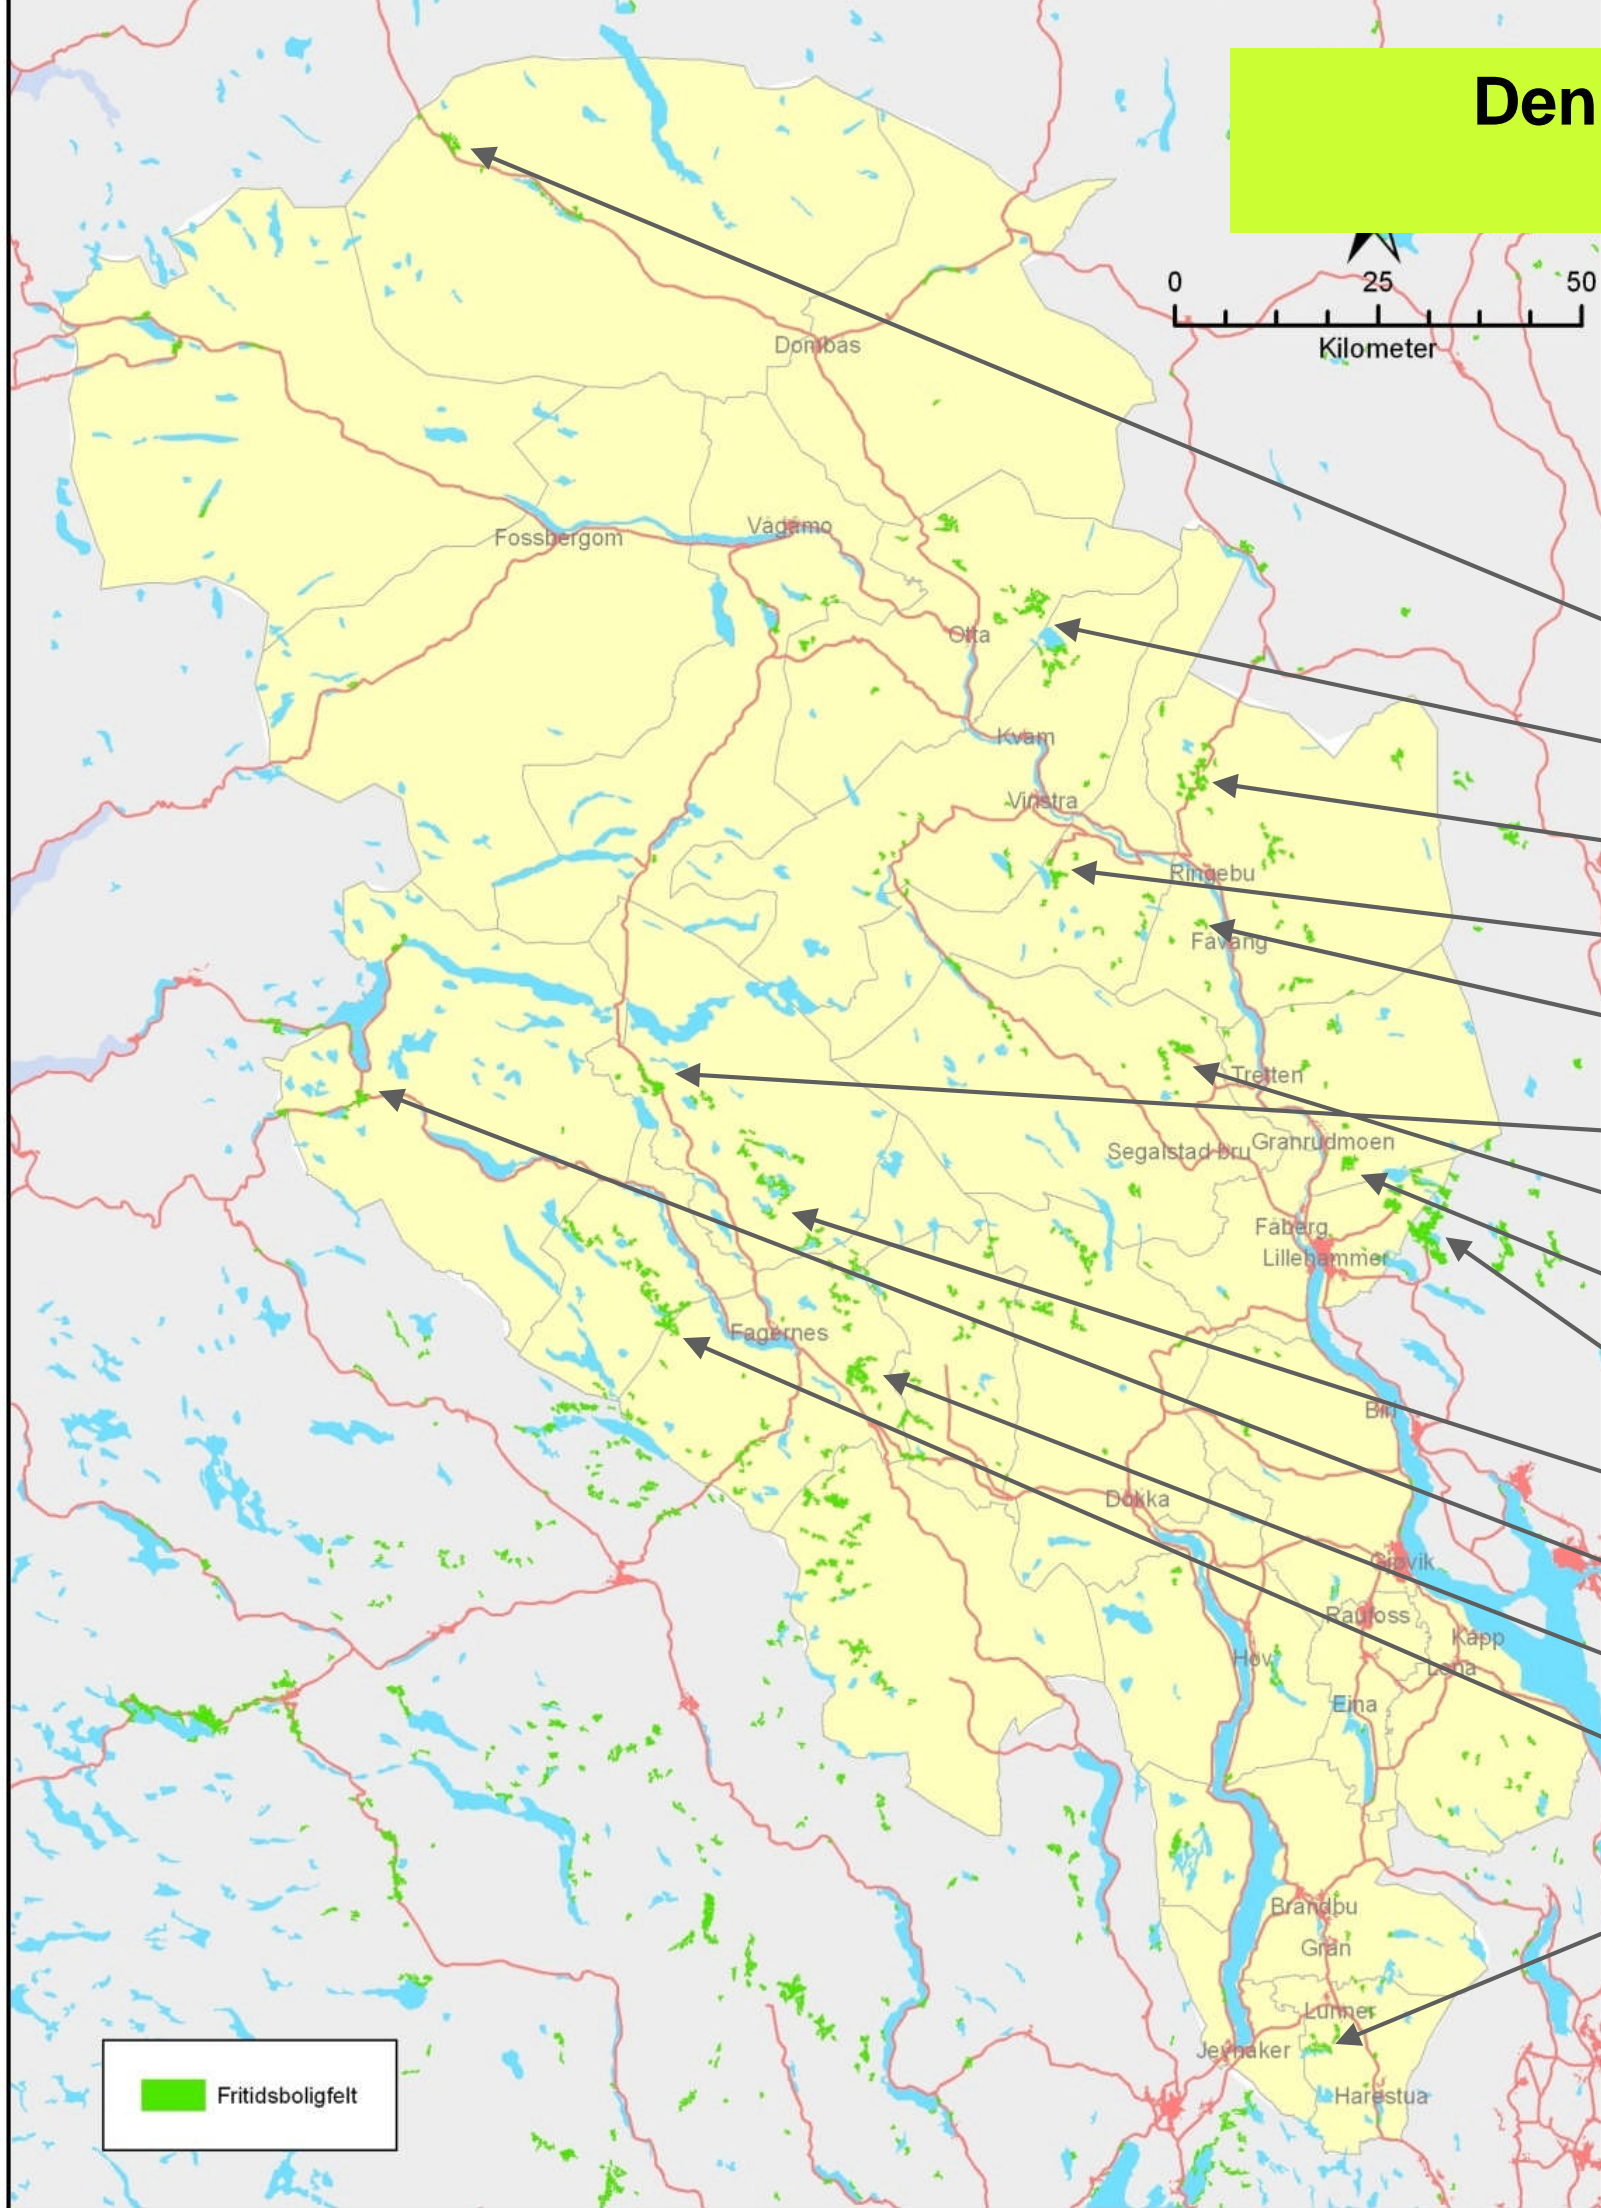 Den
0 25 50
Kilometer
Dombås
Vågåmo
Fossbergom
Otta
Kvam
Vinstra
Ringebu
Fåvang
Tretten
Granrudmoen
Segalstad bru
Fåberg
Lillehammer
Fagernes
Biri
Dokka
Gjøvik
Raufoss
Kapp
Hov
Lena
Eina
Brandbu
Gran
Lunner
Jevnaker
Harestua
Fritidsboligfelt